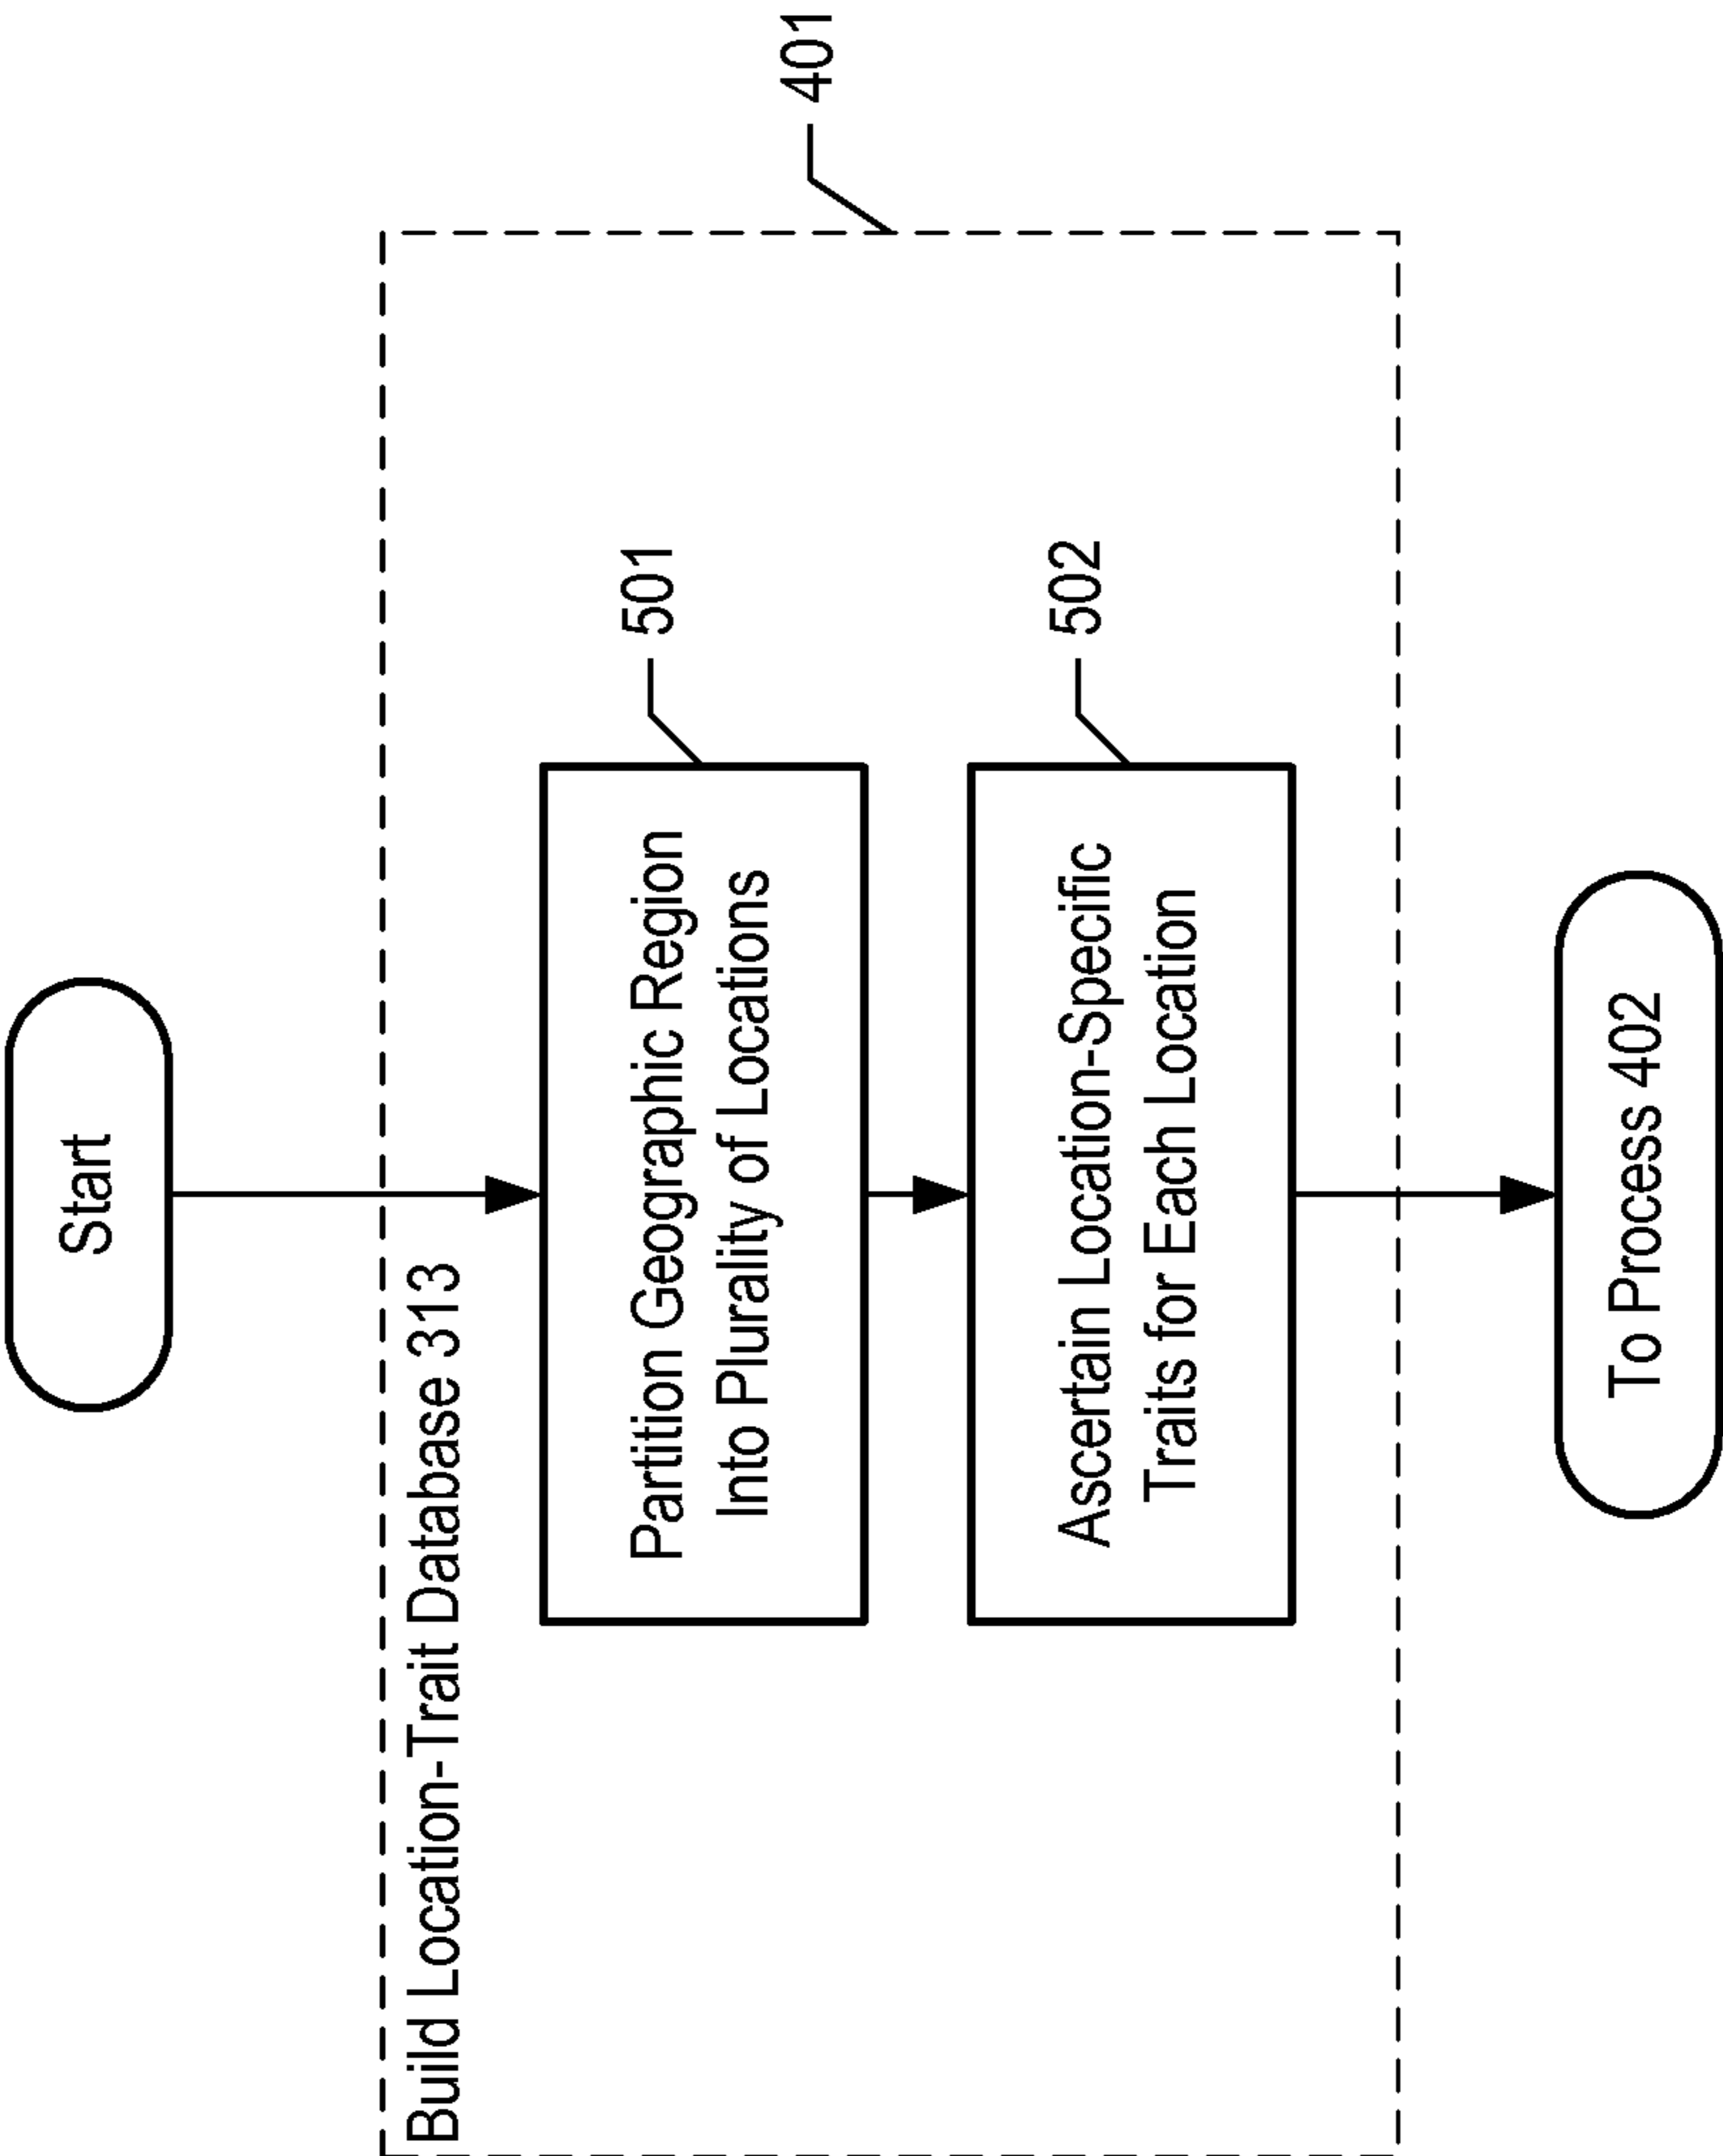 Start
Build Location-Trait Database 313
401
501
Partition Geographic Region
Into Plurality of Locations
502
Ascertain Location-Specific
Traits for Each Location
To Process 402